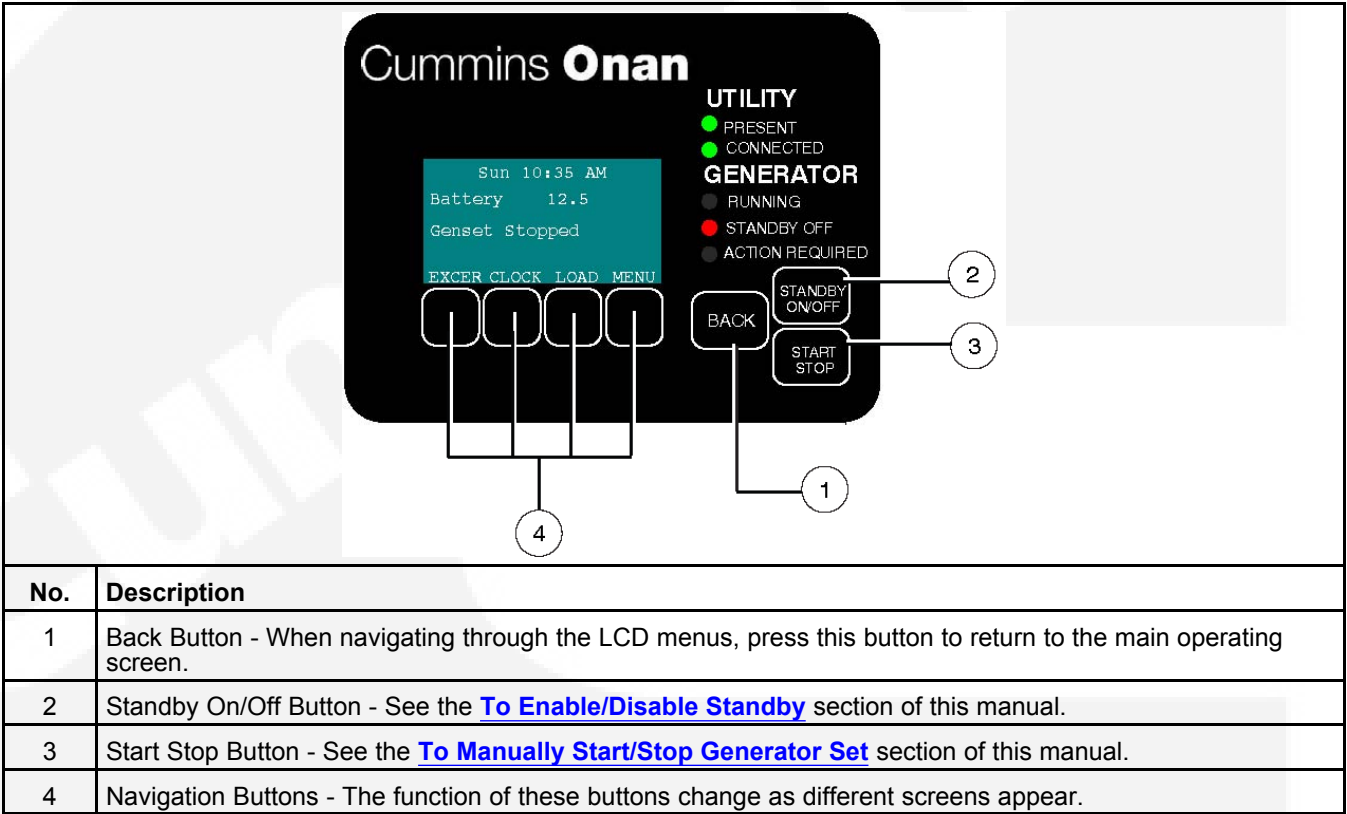 Cummins Onan
UTILITY
PRESENT
CONNECTED
GENERATOR
RUNNING
STANDBY OFF
ACTION REQUIRED
Sun 10:35 AM
Battery 12.5
Genset Stopped
EXCER CLOCK LOAD MENU
BACK
STANDBY
ON/OFF
START
STOP
2
3
1
4
No. Description
1 Back Button - When navigating through the LCD menus, press this button to return to the main operating
screen.
2 Standby On/Off Button - See the To Enable/Disable Standby section of this manual.
3 Start Stop Button - See the To Manually Start/Stop Generator Set section of this manual.
4 Navigation Buttons - The function of these buttons change as different screens appear.